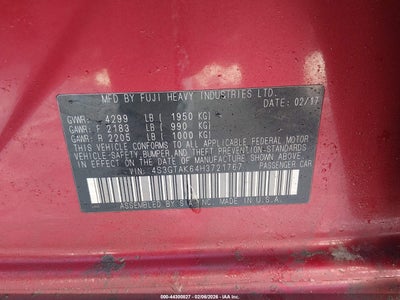 MFD BY FUJI HEAVY INDUSTRIES LTD.
DATE: 02/17
GVWR: 4299 LB ( 1950 KG)
GAWR: F 2183 LB ( 990 KG)
GAWR: R 2205 LB ( 1000 KG)
THIS VEHICLE CONFORMS TO ALL APPLICABLE FEDERAL MOTOR
VEHICLE SAFETY, BUMPER AND THEFT PREVENTION STANDARDS
IN EFFECT ON THE DATE OF MANUFACTURE SHOWN ABOVE.
VIN: 4S3GTAK64H3721767 PASSENGER CAR
ASSEMBLED BY SIA, INC. MADE IN U.S.A.
000-44300827 - 02/06/2026 - IAA